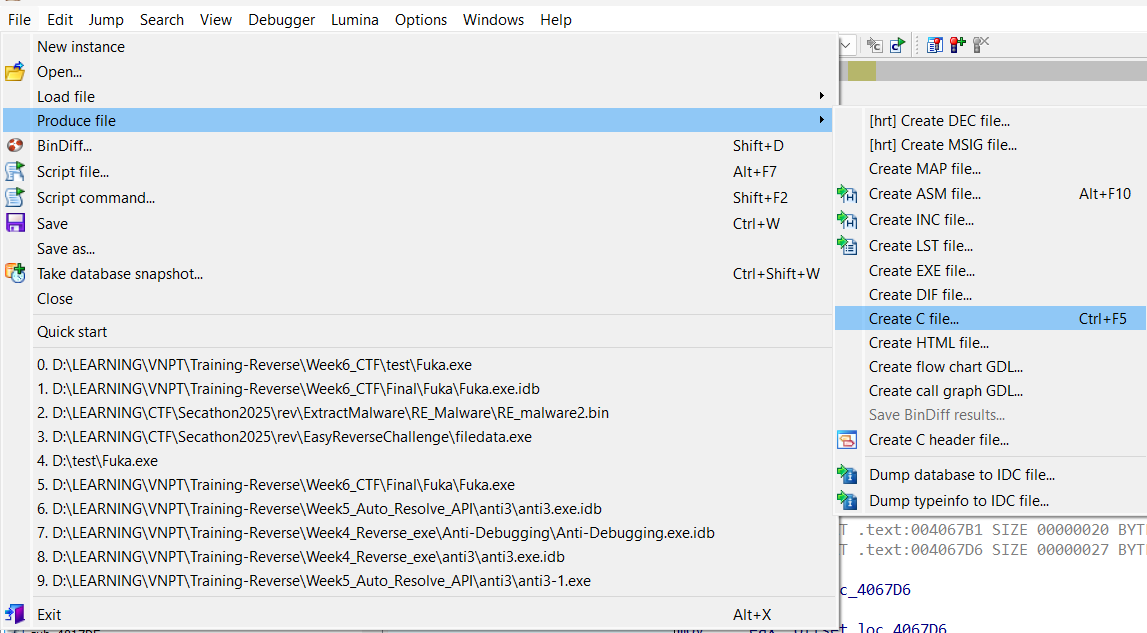 File Edit Jump Search View Debugger Lumina Options Windows Help
New instance
Open...
Load file
Produce file
BinDiff... Shift+D
Script file... Alt+F7
Script command... Shift+F2
Save Ctrl+W
Save as...
Take database snapshot... Ctrl+Shift+W
Close
Quick start
0. D:\LEARNING\VNPT\Training-Reverse\Week6_CTF\test\Fuka.exe
1. D:\LEARNING\VNPT\Training-Reverse\Week6_CTF\Final\Fuka\Fuka.exe.idb
2. D:\LEARNING\CTF\Secathon2025\rev\ExtractMalware\RE_Malware\RE_malware2.bin
3. D:\LEARNING\CTF\Secathon2025\rev\EasyReverseChallenge\filedata.exe
4. D:\test\Fuka.exe
5. D:\LEARNING\VNPT\Training-Reverse\Week6_CTF\Final\Fuka\Fuka.exe
6. D:\LEARNING\VNPT\Training-Reverse\Week5_Auto_Resolve_API\anti3\anti3.exe.idb
7. D:\LEARNING\VNPT\Training-Reverse\Week4_Reverse_exe\Anti-Debugging\Anti-Debugging.exe.idb
8. D:\LEARNING\VNPT\Training-Reverse\Week4_Reverse_exe\anti3\anti3.exe.idb
9. D:\LEARNING\VNPT\Training-Reverse\Week5_Auto_Resolve_API\anti3\anti3-1.exe
Exit Alt+X
[hrt] Create DEC file...
[hrt] Create MSIG file...
Create MAP file...
Create ASM file... Alt+F10
Create INC file...
Create LST file...
Create EXE file...
Create DIF file...
Create C file... Ctrl+F5
Create HTML file...
Create flow chart GDL...
Create call graph GDL...
Save BinDiff results...
Create C header file...
Dump database to IDC file...
Dump typeinfo to IDC file...
T .text:004067B1 SIZE 00000020 BYTE
T .text:004067D6 SIZE 00000027 BYTE
c_4067D6
loc_4067D6